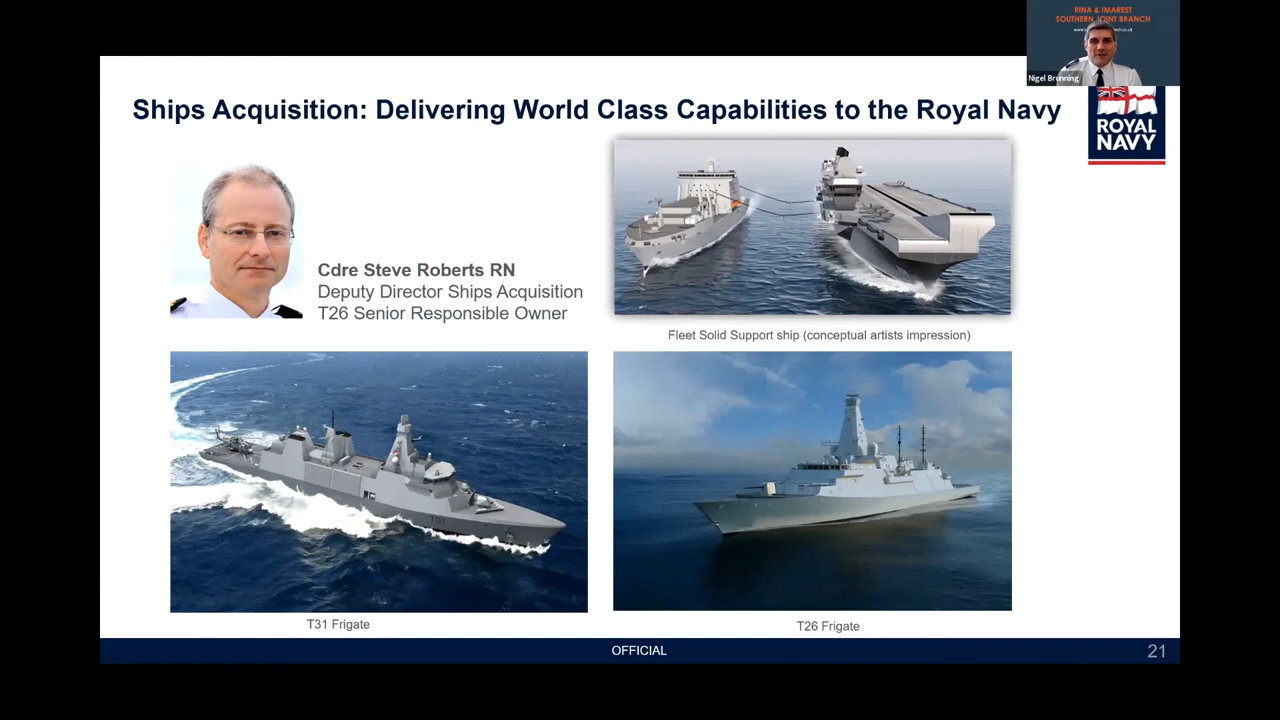 RINA & IMAREST
SOUTHERN JOINT BRANCH
Nigel Brunning
Ships Acquisition: Delivering World Class Capabilities to the Royal Navy
ROYAL
NAVY
Cdre Steve Roberts RN
Deputy Director Ships Acquisition
T26 Senior Responsible Owner
Fleet Solid Support ship (conceptual artists impression)
T31
T31 Frigate
T26 Frigate
OFFICIAL
21